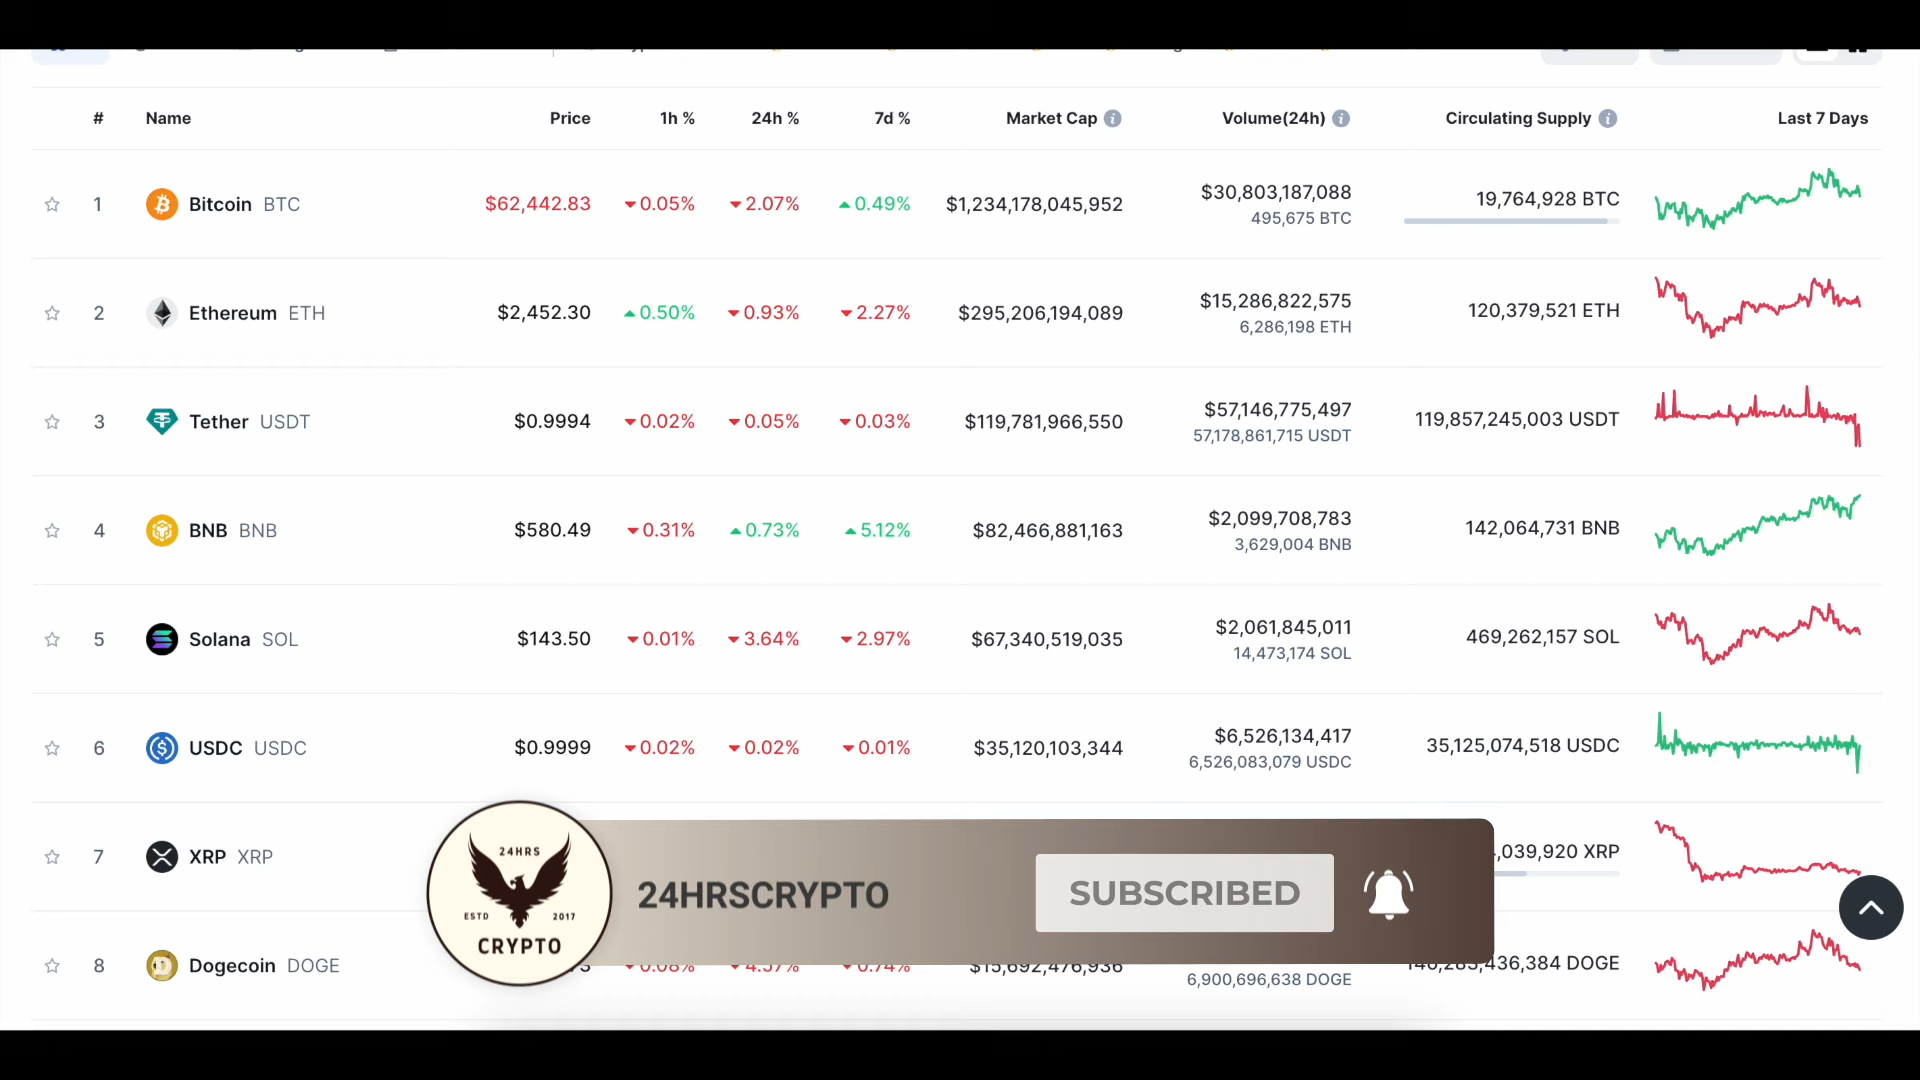 # Name Price 1h % 24h % 7d % Market Cap Volume(24h) Circulating Supply Last 7 Days
1 Bitcoin BTC $62,442.83 0.05% 2.07% 0.49% $1,234,178,045,952 $30,803,187,088 19,764,928 BTC
495,675 BTC
2 Ethereum ETH $2,452.30 0.50% 0.93% 2.27% $295,206,194,089 $15,286,822,575 120,379,521 ETH
6,286,198 ETH
3 Tether USDT $0.9994 0.02% 0.05% 0.03% $119,781,966,550 $57,146,775,497 119,857,245,003 USDT
57,178,861,715 USDT
4 BNB BNB $580.49 0.31% 0.73% 5.12% $82,466,881,163 $2,099,708,783 142,064,731 BNB
3,629,004 BNB
5 Solana SOL $143.50 0.01% 3.64% 2.97% $67,340,519,035 $2,061,845,011 469,262,157 SOL
14,473,174 SOL
6 USDC USDC $0.9999 0.02% 0.02% 0.01% $35,120,103,344 $6,526,134,417 35,125,074,518 USDC
6,526,083,079 USDC
7 XRP XRP ,039,920 XRP
24HRS
ESTD 2017
CRYPTO
24HRSCRYPTO
SUBSCRIBED
8 Dogecoin DOGE 0.08% 4.57% 0.74% $15,692,476,936 DOGE
6,900,696,638 DOGE